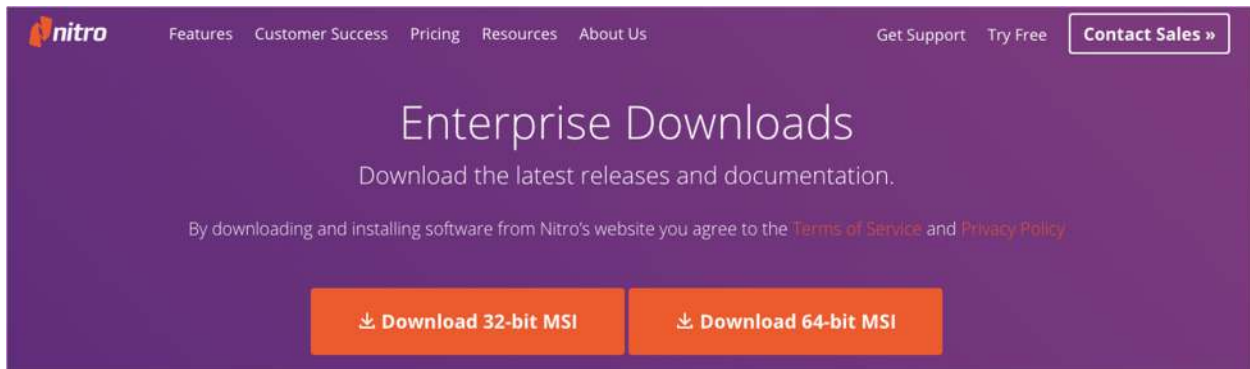 nitro Features Customer Success Pricing Resources About Us Get Support Try Free Contact Sales »
Enterprise Downloads
Download the latest releases and documentation.
By downloading and installing software from Nitro's website you agree to the Terms of Service and Privacy Policy
Download 32-bit MSI Download 64-bit MSI